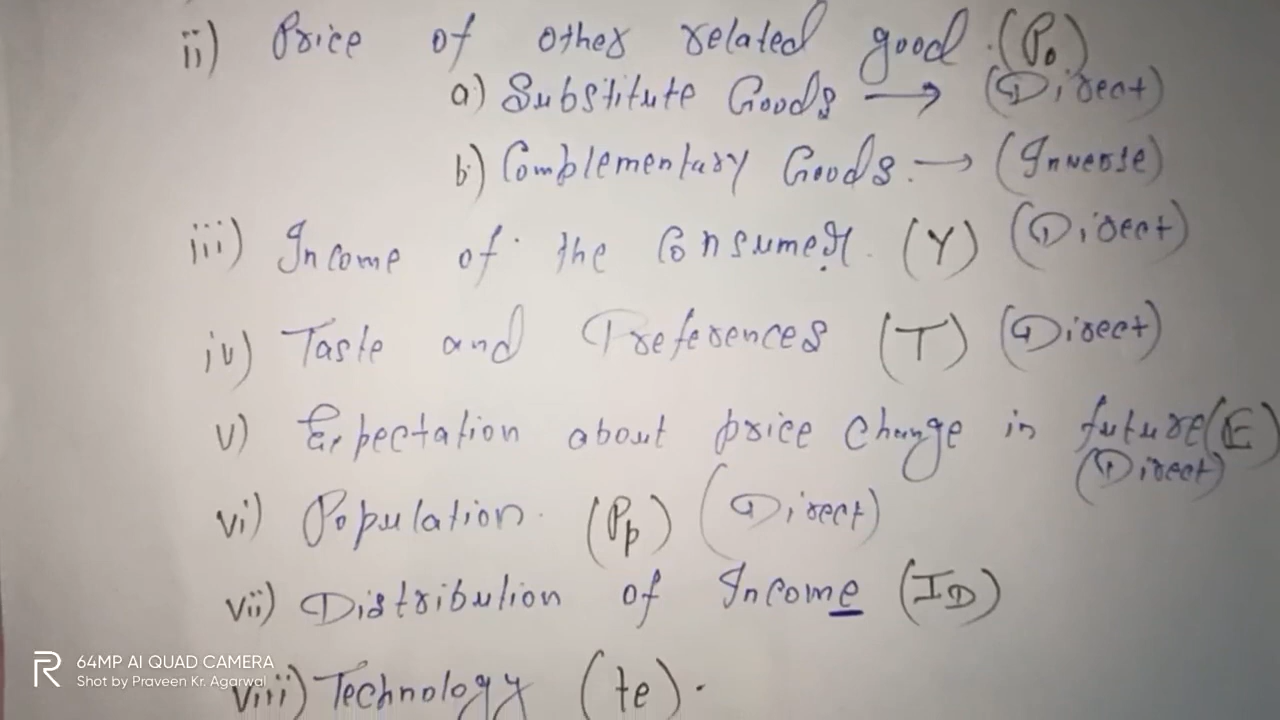 ii) Price of other related good. (Po)
a) Substitute Goods → (Direct)
b) Complementary Goods. → (Inverse)
iii) Income of the Consumer. (Y) (Direct)
iv) Taste and Preferences (T) (Direct)
v) Expectation about price change in future (E)
(Direct)
vi) Population. (Pp) (Direct)
vii) Distribution of Income (ID)
viii) Technology (te).
64MP AI QUAD CAMERA
Shot by Praveen Kr. Agarwal